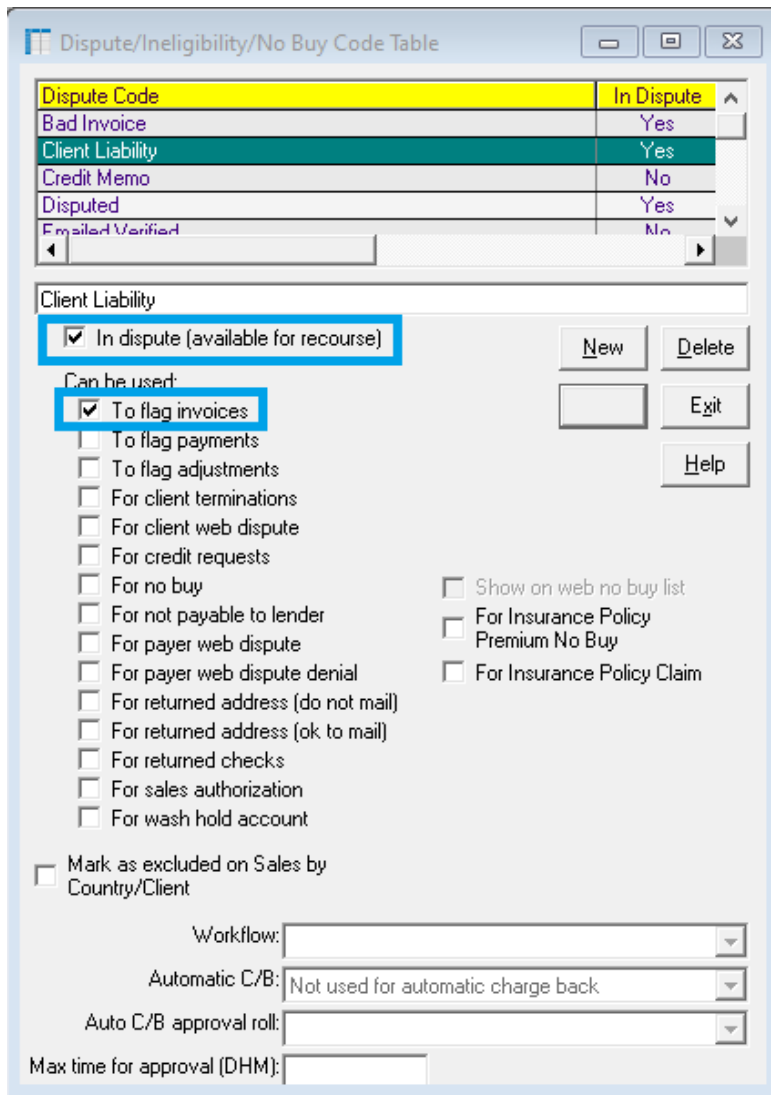 Dispute/Ineligibility/No Buy Code Table
Dispute Code In Dispute
Bad Invoice Yes
Client Liability Yes
Credit Memo No
Disputed Yes
Emailed Verified No
Client Liability
In dispute (available for recourse)
New Delete
Can be used:
To flag invoices
Exit
To flag payments
To flag adjustments
Help
For client terminations
For client web dispute
For credit requests
For no buy
Show on web no buy list
For not payable to lender
For Insurance Policy
Premium No Buy
For payer web dispute
For payer web dispute denial
For Insurance Policy Claim
For returned address (do not mail)
For returned address (ok to mail)
For returned checks
For sales authorization
For wash hold account
Mark as excluded on Sales by
Country/Client
Workflow:
Automatic C/B: Not used for automatic charge back
Auto C/B approval roll:
Max time for approval (DHM):